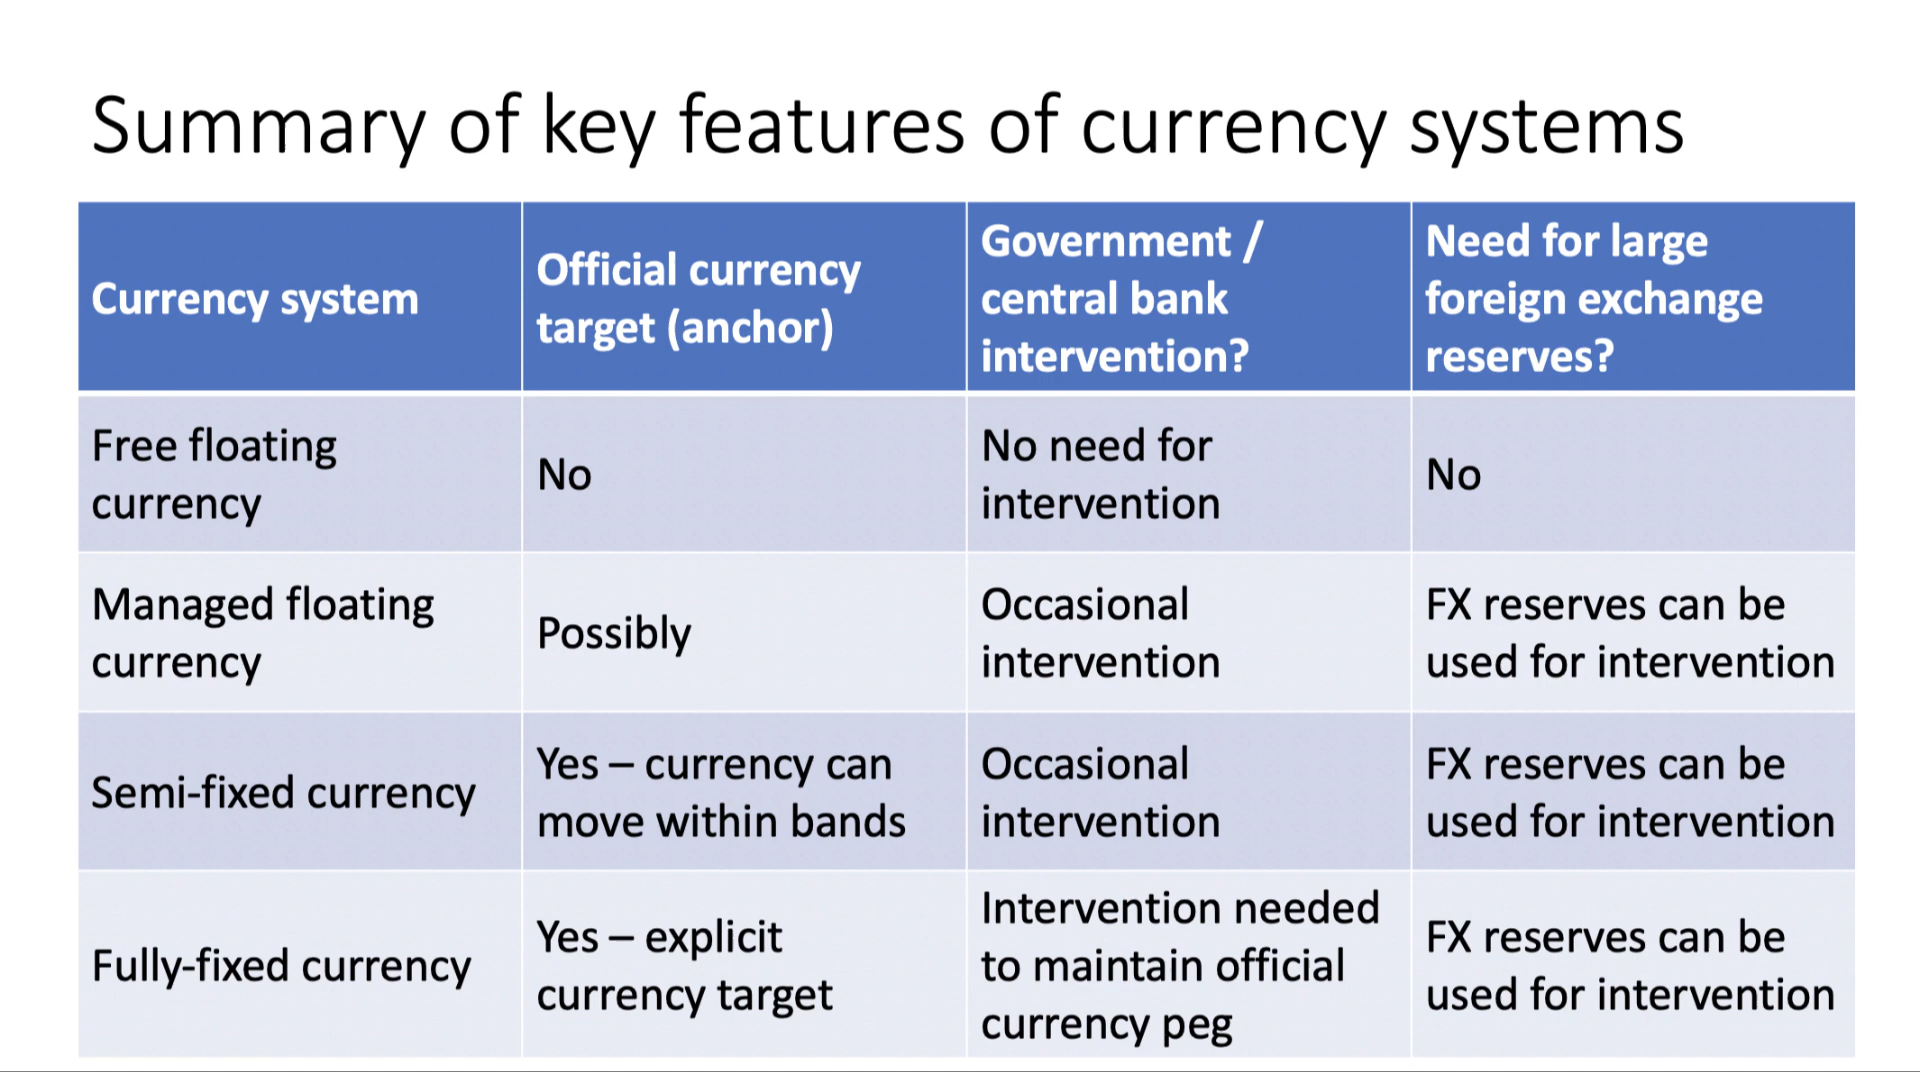 Summary of key features of currency systems
Currency system
Official currency
target (anchor)
Government /
central bank
intervention?
Need for large
foreign exchange
reserves?
Free floating
currency
No
No need for
intervention
No
Managed floating
currency
Possibly
Occasional
intervention
FX reserves can be
used for intervention
Semi-fixed currency
Yes – currency can
move within bands
Occasional
intervention
FX reserves can be
used for intervention
Fully-fixed currency
Yes – explicit
currency target
Intervention needed
to maintain official
currency peg
FX reserves can be
used for intervention